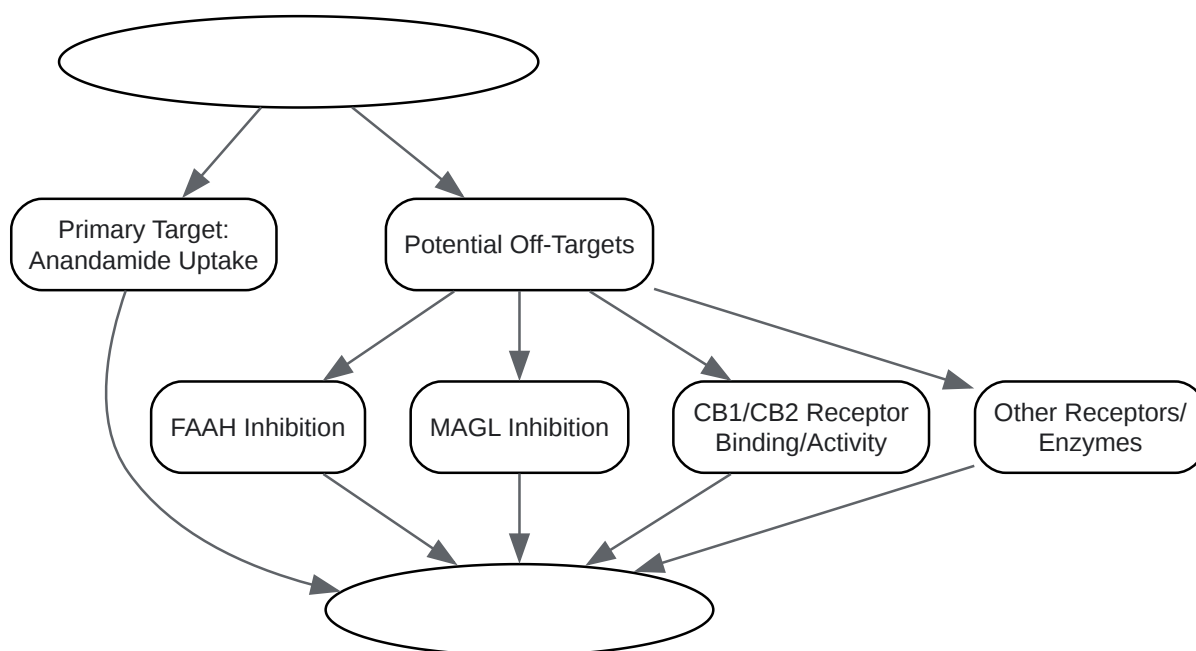 Primary Target:
Anandamide Uptake
Potential Off-Targets
FAAH Inhibition
MAGL Inhibition
CB1/CB2 Receptor
Binding/Activity
Other Receptors/
Enzymes